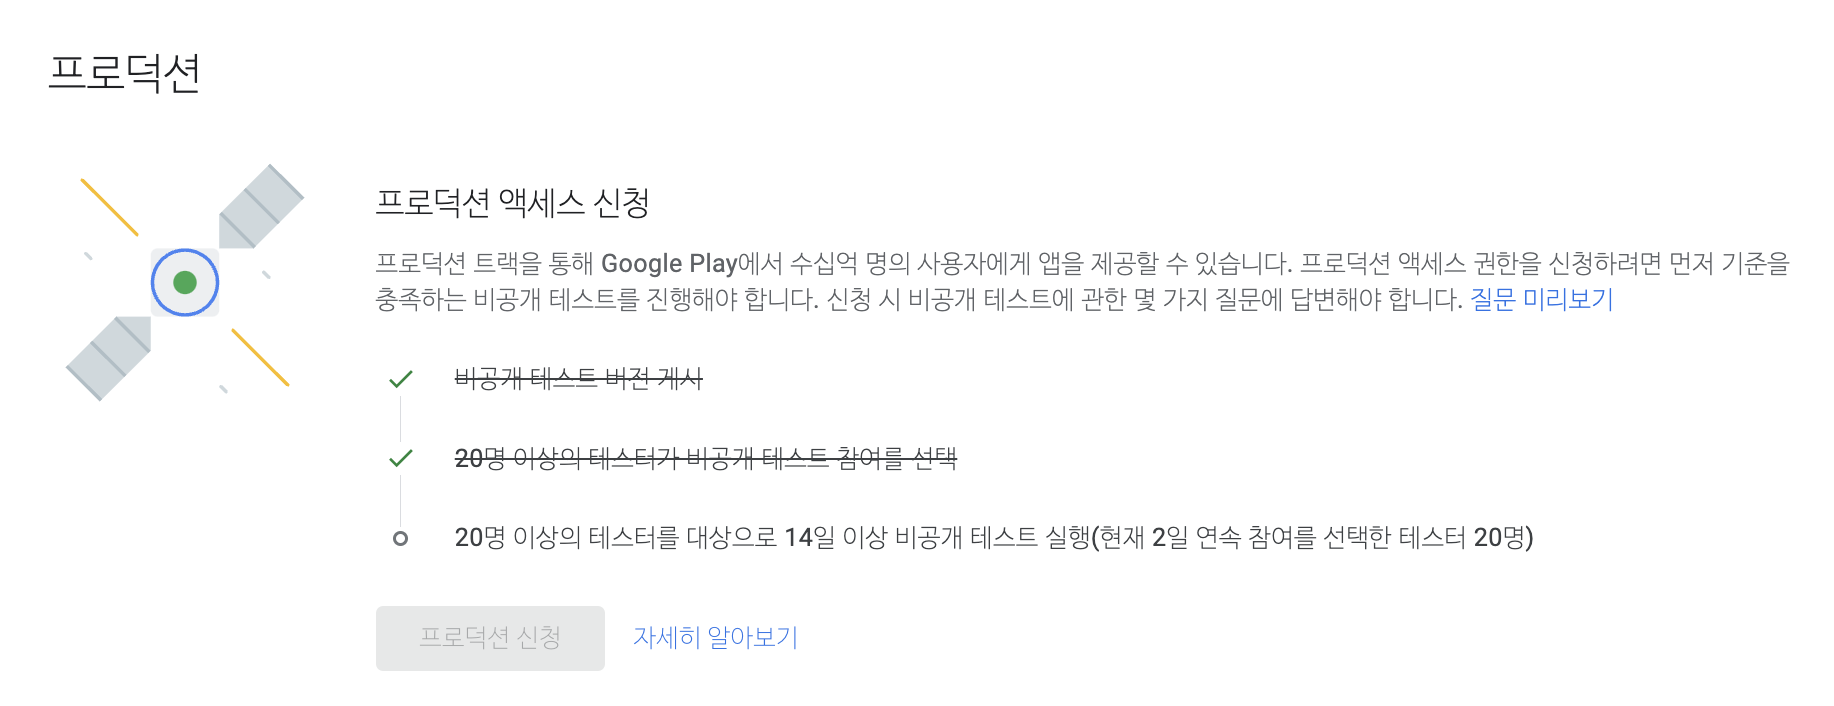 프로덕션
프로덕션 액세스 신청
프로덕션 트랙을 통해 Google Play에서 수십억 명의 사용자에게 앱을 제공할 수 있습니다. 프로덕션 액세스 권한을 신청하려면 먼저 기준을
충족하는 비공개 테스트를 진행해야 합니다. 신청 시 비공개 테스트에 관한 몇 가지 질문에 답변해야 합니다. 질문 미리보기
비공개 테스트 버전 게시
20명 이상의 테스터가 비공개 테스트 참여를 선택
20명 이상의 테스터를 대상으로 14일 이상 비공개 테스트 실행(현재 2일 연속 참여를 선택한 테스터 20명)
프로덕션 신청 자세히 알아보기